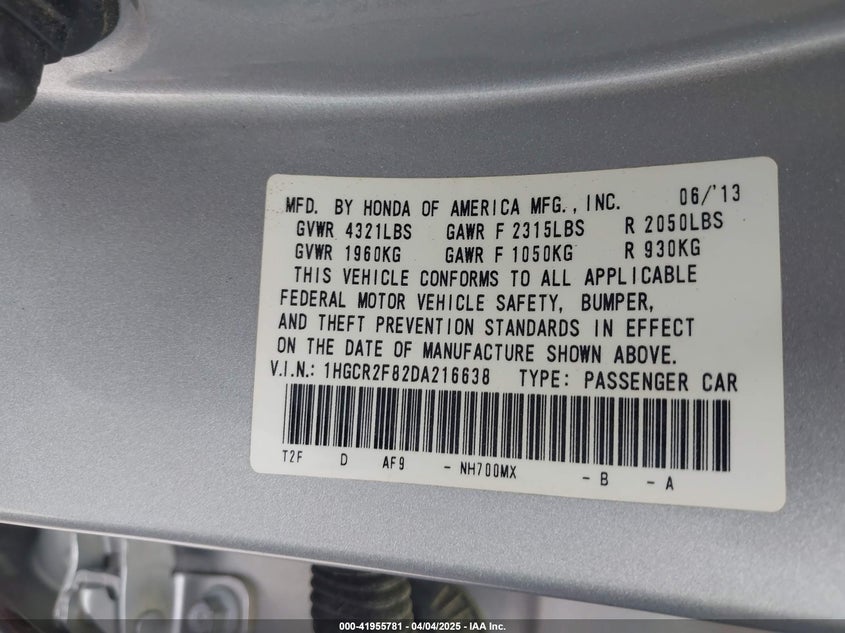 MFD. BY HONDA OF AMERICA MFG., INC. 06/'13
GVWR 4321LBS GAWR F 2315LBS R 2050LBS
GVWR 1960KG GAWR F 1050KG R 930KG
THIS VEHICLE CONFORMS TO ALL APPLICABLE
FEDERAL MOTOR VEHICLE SAFETY, BUMPER,
AND THEFT PREVENTION STANDARDS IN EFFECT
ON THE DATE OF MANUFACTURE SHOWN ABOVE.
V.I.N.: 1HGCR2F82DA216638 TYPE: PASSENGER CAR
T2F D AF9 - NH700MX - B - A
000-41955781 - 04/04/2025 - IAA Inc.